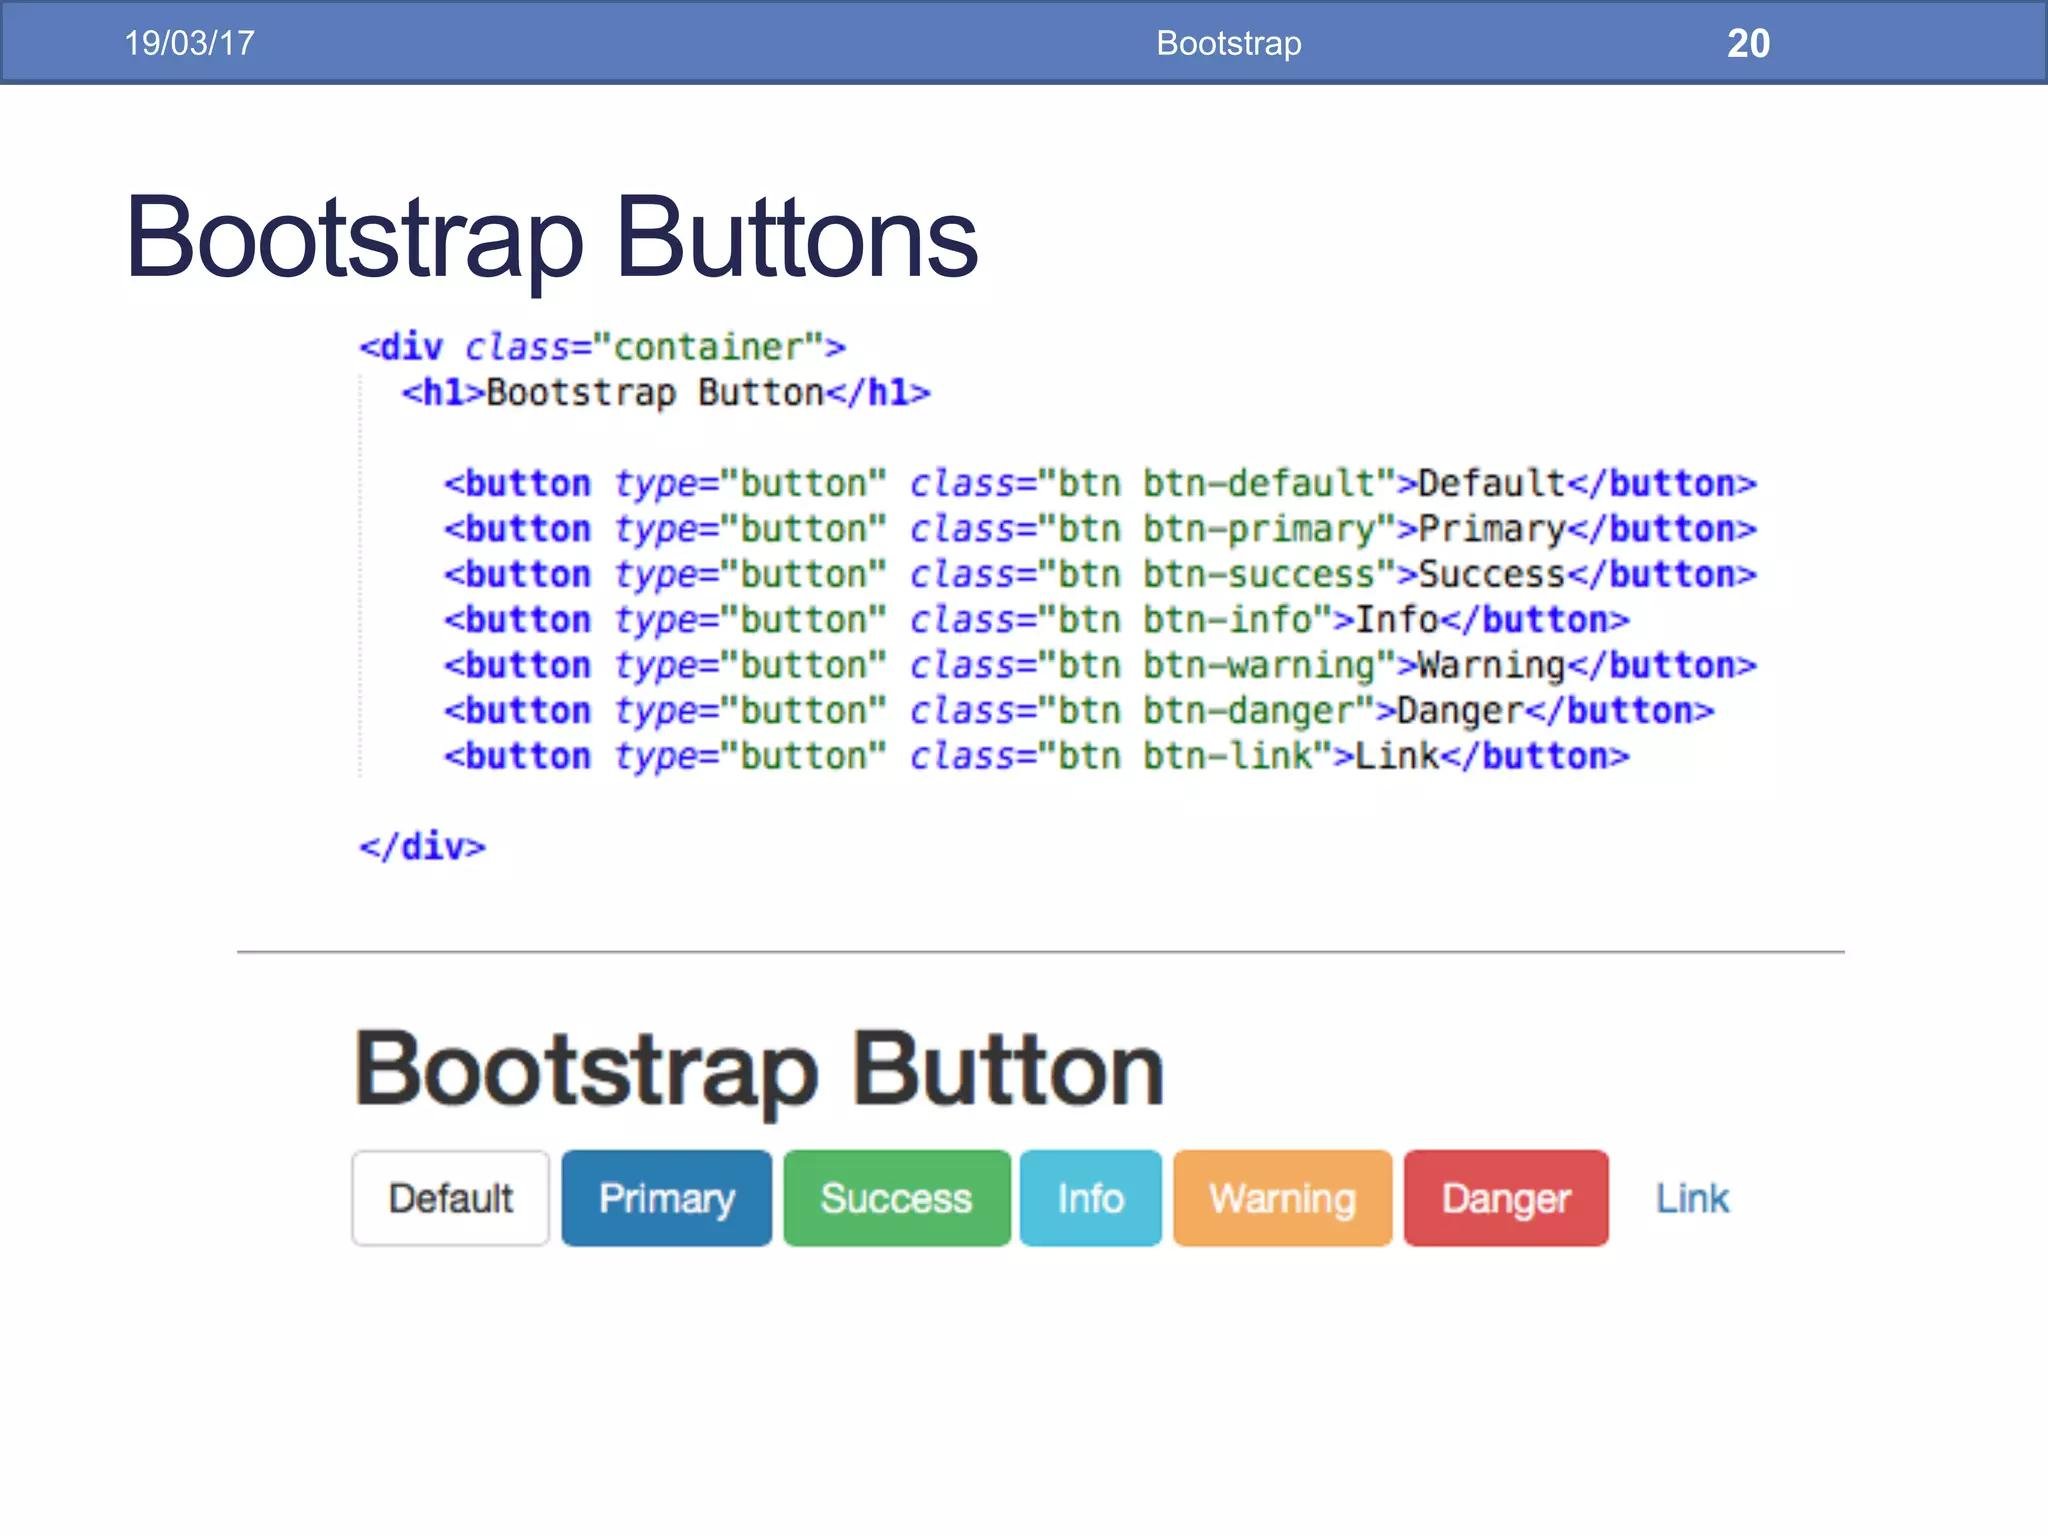 19/03/17 Bootstrap 20
Bootstrap Buttons
<div class="container">
<h1>Bootstrap Button</h1>
<button type="button" class="btn btn-default">Default</button>
<button type="button" class="btn btn-primary">Primary</button>
<button type="button" class="btn btn-success">Success</button>
<button type="button" class="btn btn-info">Info</button>
<button type="button" class="btn btn-warning">Warning</button>
<button type="button" class="btn btn-danger">Danger</button>
<button type="button" class="btn btn-link">Link</button>
</div>
Bootstrap Button
Default Primary Success Info Warning Danger Link